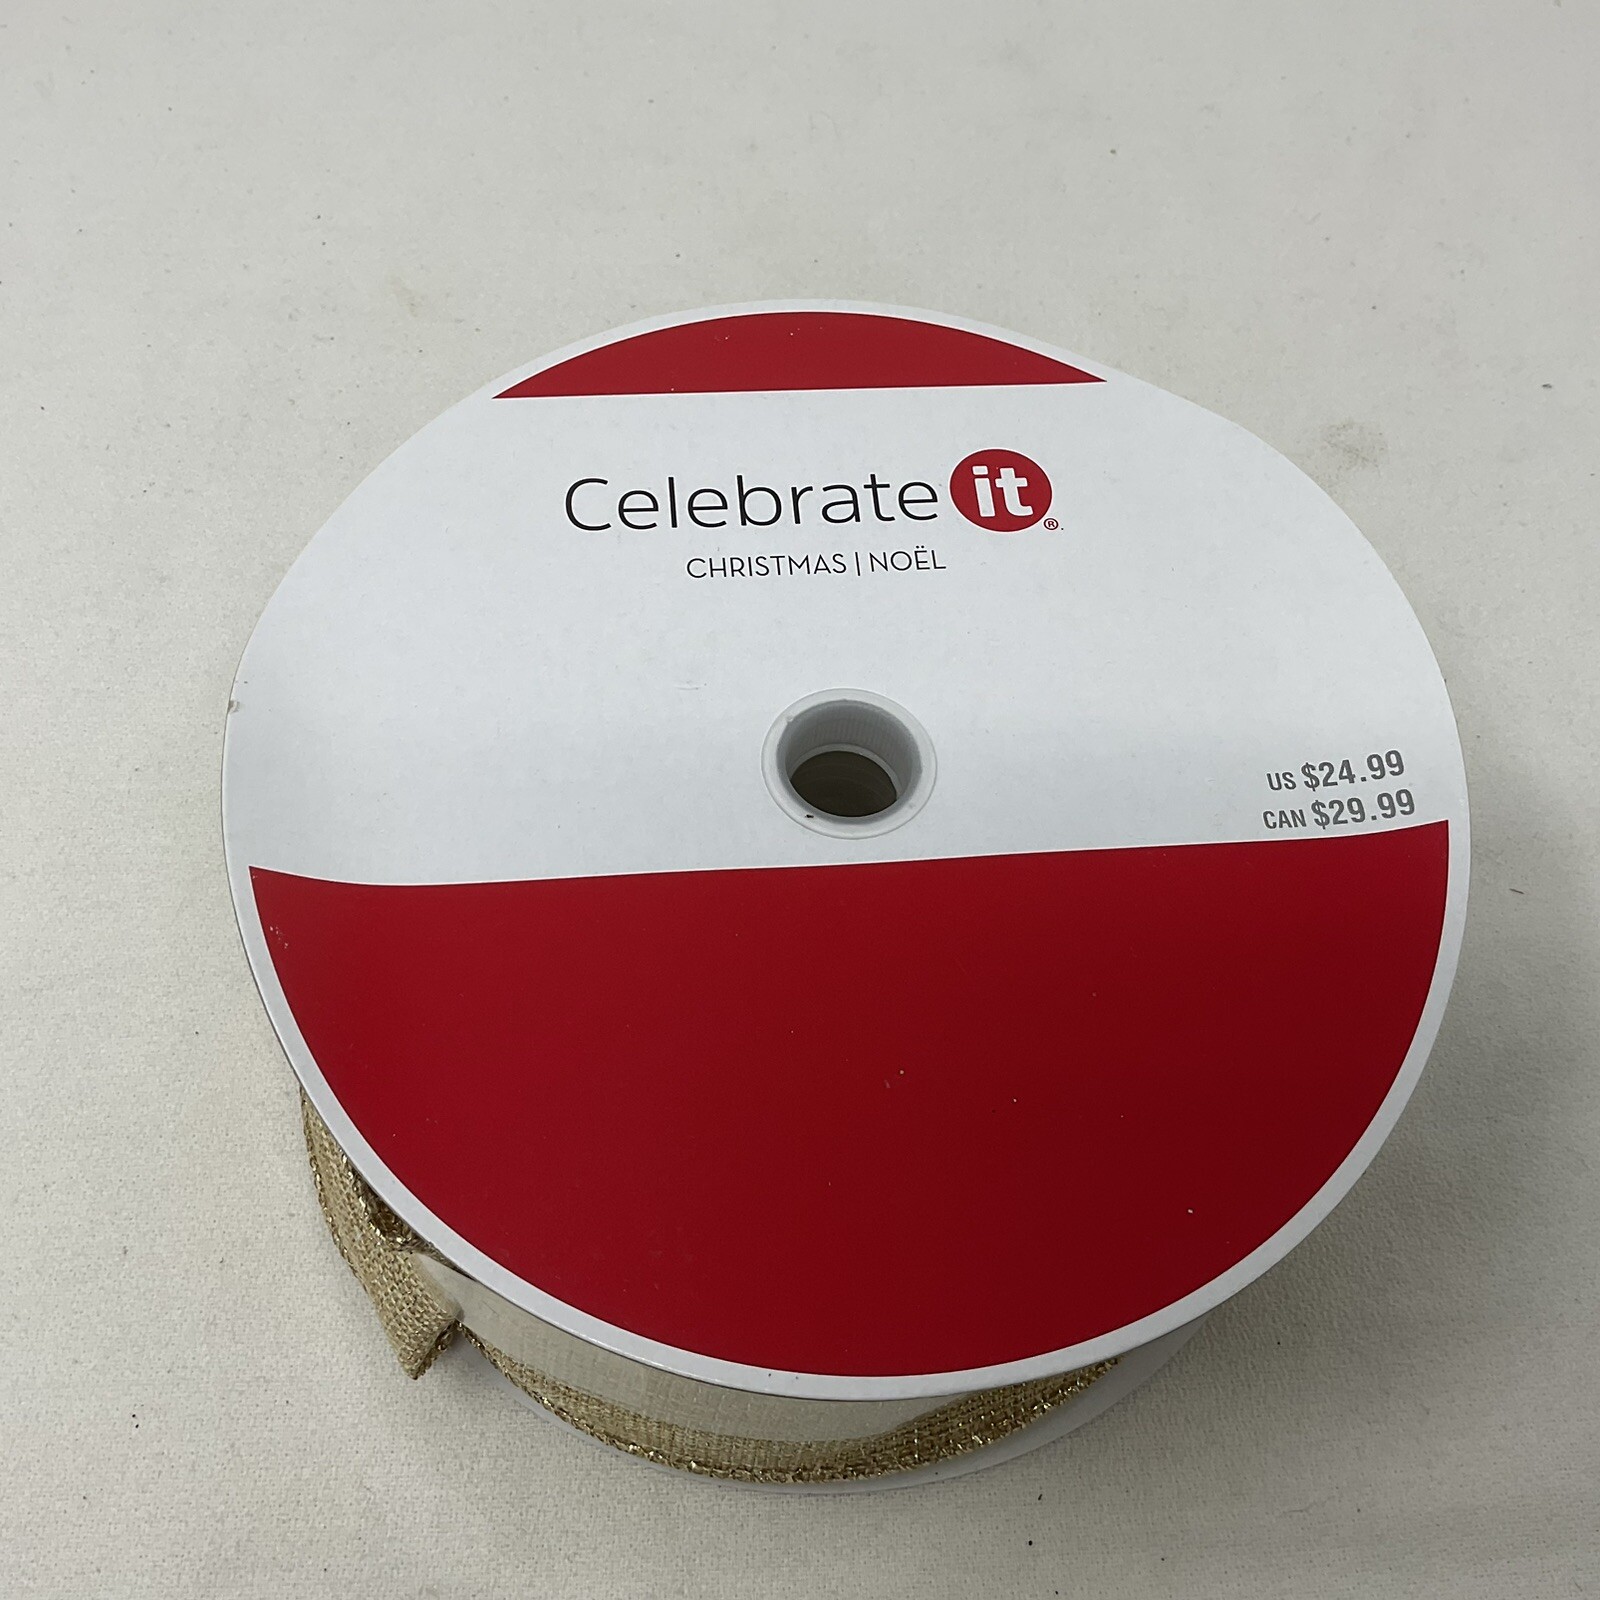 Celebrate it®.
CHRISTMAS | NOËL
US $24.99
CAN $29.99